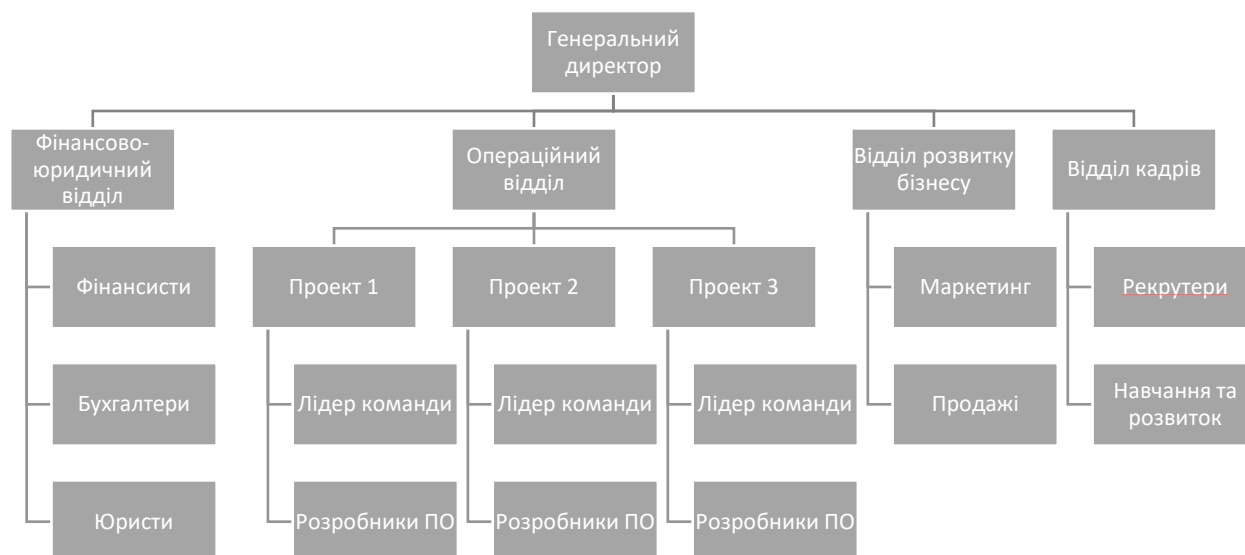 Генеральний
директор
Фінансово-
юридичний
відділ
Операційний
відділ
Відділ розвитку
бізнесу
Відділ кадрів
Фінансисти
Проект 1
Проект 2
Проект 3
Маркетинг
Рекрутери
Бухгалтери
Лідер команди
Лідер команди
Лідер команди
Продажі
Навчання та
розвиток
Юристи
Розробники ПО
Розробники ПО
Розробники ПО